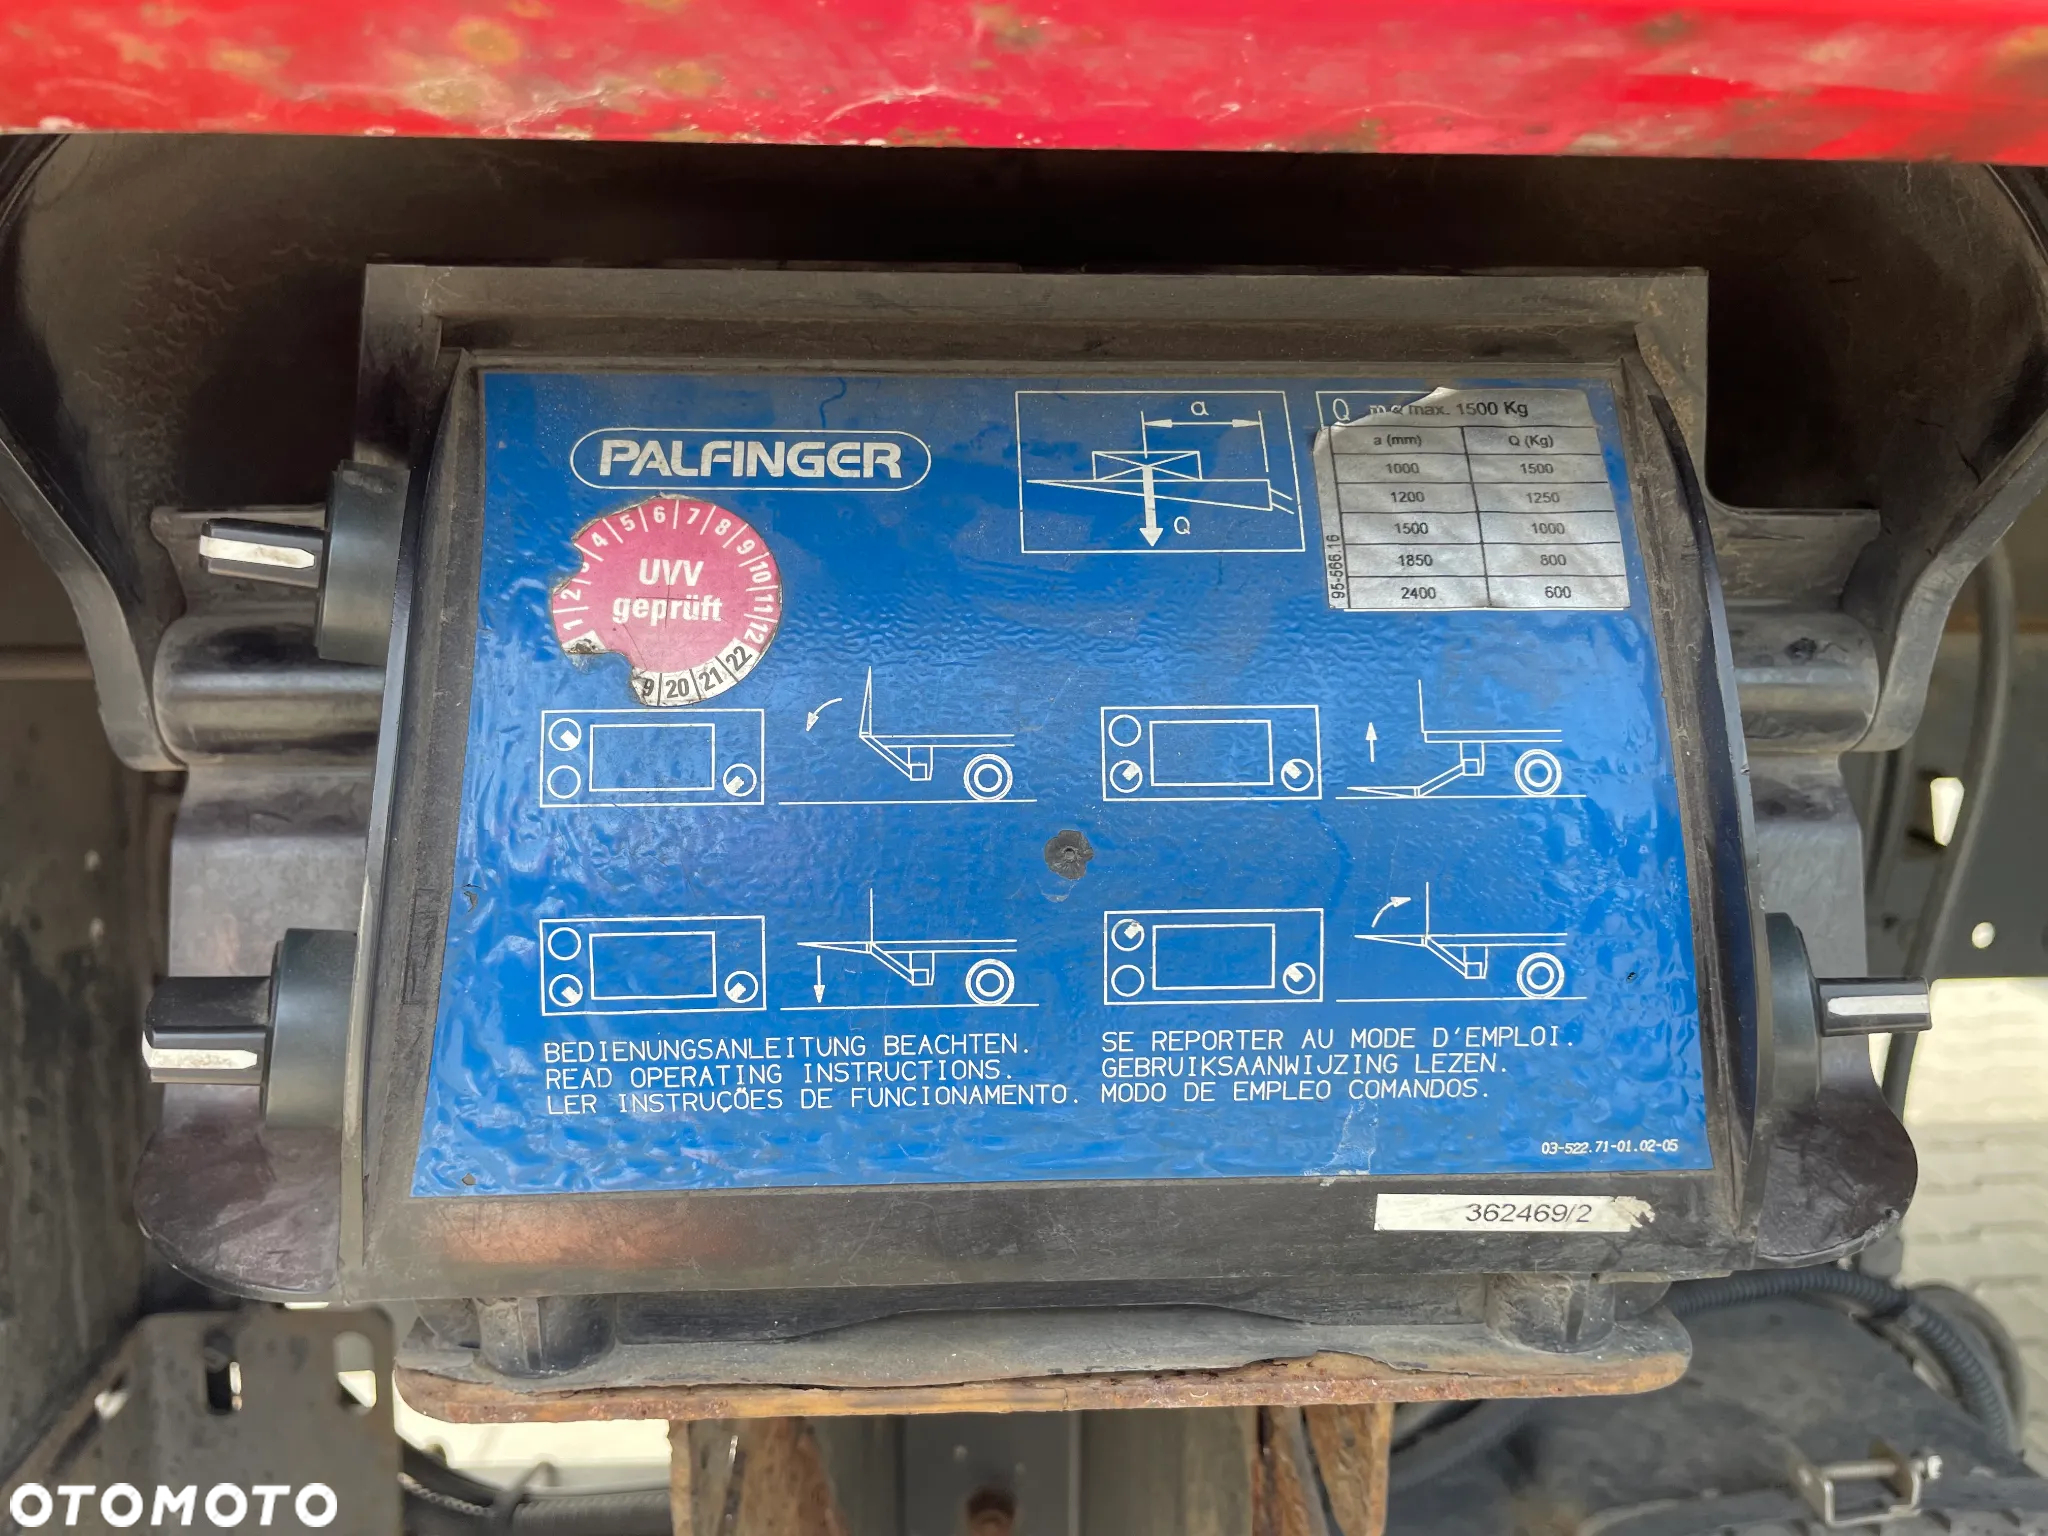 PALFINGER
1 2 3 4 5 6 7 8 9 10 11 12
UVV
geprüft
9 20 21 22
a
Q
Q max. 1500 Kg
a (mm) Q (Kg)
1000 1500
1200 1250
1500 1000
1850 800
2400 600
95-566.16
BEDIENUNGSANLEITUNG BEACHTEN.
READ OPERATING INSTRUCTIONS.
LER INSTRUÇÕES DE FUNCIONAMENTO.
SE REPORTER AU MODE D'EMPLOI.
GEBRUIKSAANWIJZING LEZEN.
MODO DE EMPLEO COMANDOS.
03-522.71-01.02-05
362469/2
OTOMOTO